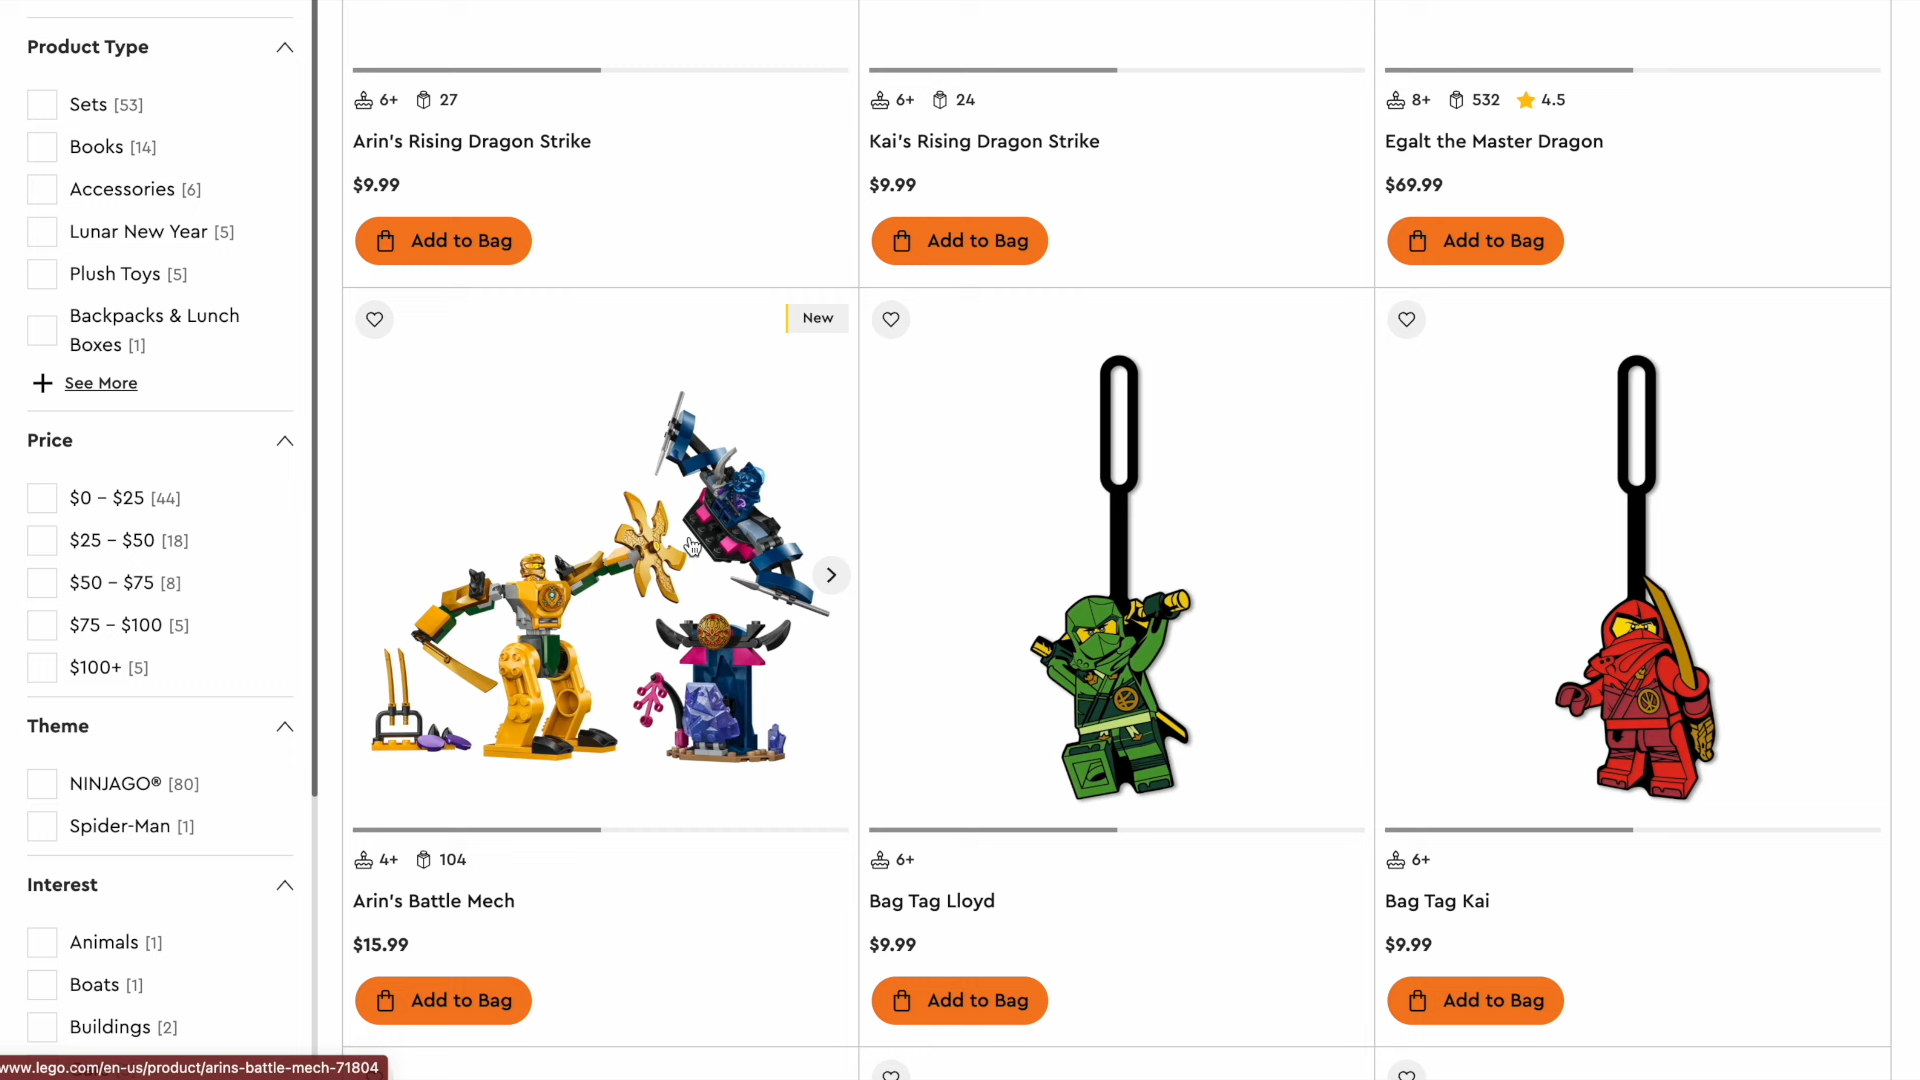 Product Type
Sets [53]
Books [14]
Accessories [6]
Lunar New Year [5]
Plush Toys [5]
Backpacks & Lunch
Boxes [1]
See More
Price
$0 – $25 [44]
$25 – $50 [18]
$50 – $75 [8]
$75 – $100 [5]
$100+ [5]
Theme
NINJAGO® [80]
Spider-Man [1]
Interest
Animals [1]
Boats [1]
Buildings [2]
6+ 27
Arin's Rising Dragon Strike
$9.99
Add to Bag
6+ 24
Kai's Rising Dragon Strike
$9.99
Add to Bag
8+ 532 4.5
Egalt the Master Dragon
$69.99
Add to Bag
New
4+ 104
Arin's Battle Mech
$15.99
Add to Bag
6+
Bag Tag Lloyd
$9.99
Add to Bag
6+
Bag Tag Kai
$9.99
Add to Bag
www.lego.com/en-us/product/arins-battle-mech-71804